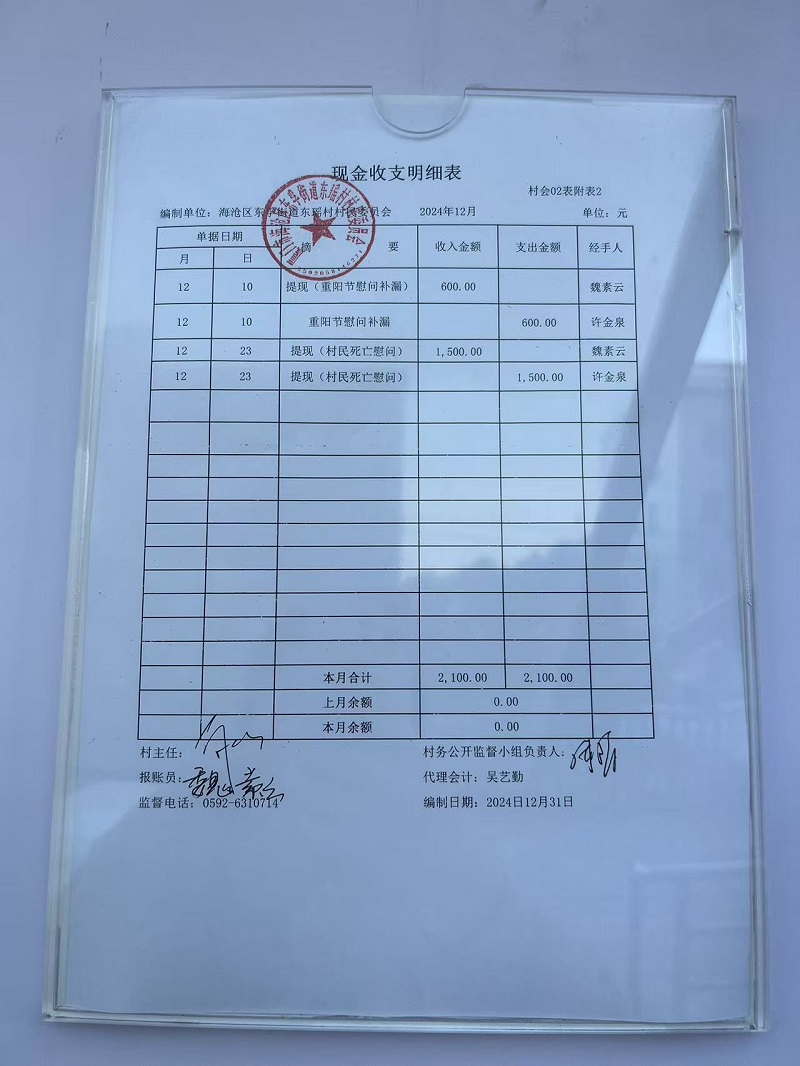 现金收支明细表
村会02表附表2
编制单位：海沧区东孚街道东瑶村村民委员会 2024年12月 单位：元
单据日期 摘 要 收入金额 支出金额 经手人
月 日
12 10 提现（重阳节慰问补漏） 600.00 魏素云
12 10 重阳节慰问补漏 600.00 许金泉
12 23 提现（村民死亡慰问） 1,500.00 魏素云
12 23 提现（村民死亡慰问） 1,500.00 许金泉
本月合计 2,100.00 2,100.00
上月余额 0.00
本月余额 0.00
村主任： 村务公开监督小组负责人：
报账员：魏素云 代理会计：吴艺勤
监督电话：0592-6310714 编制日期：2024日12月31日